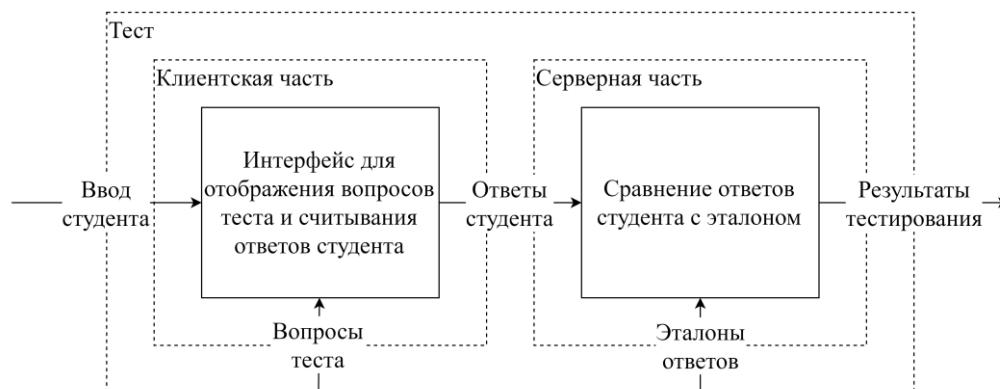 Тест
Клиентская часть
Серверная часть
Ввод
студента
Интерфейс для
отображения вопросов
теста и считывания
ответов студента
Ответы
студента
Сравнение ответов
студента с эталоном
Результаты
тестирования
Вопросы
теста
Эталоны
ответов